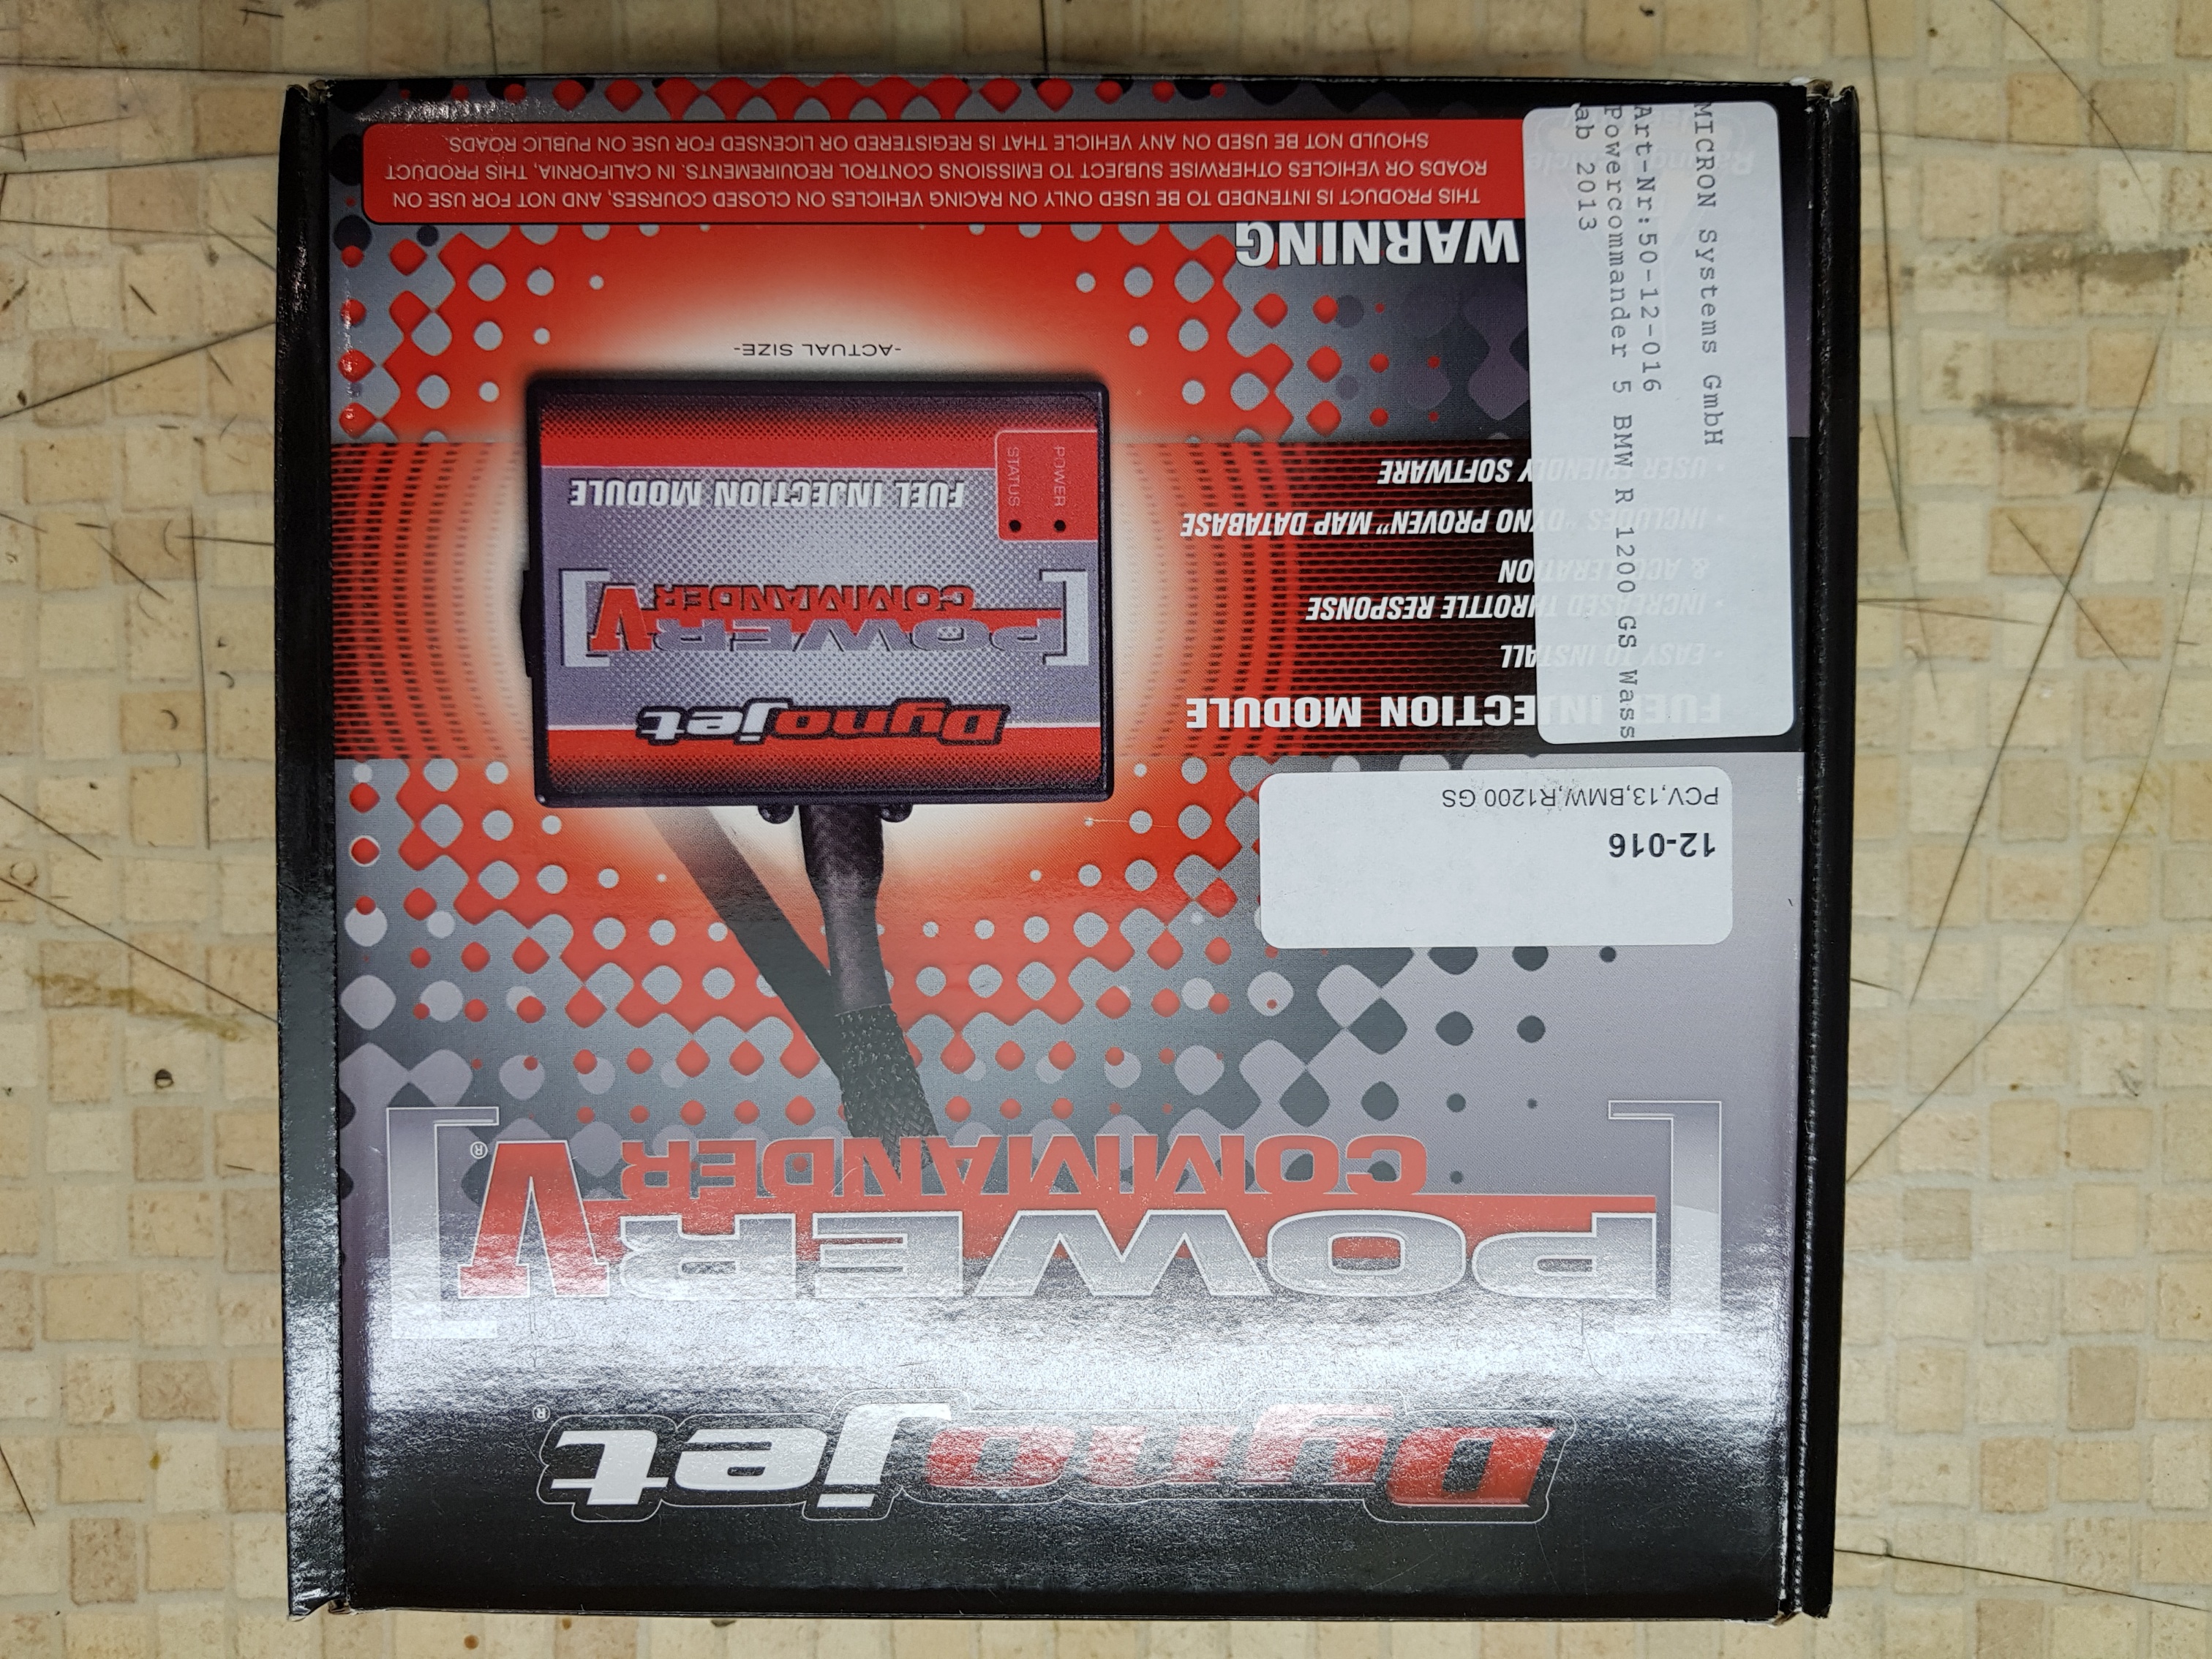 Dynojet®
[POWER
COMMANDER V]®
12-016
PCV,13,BMW,R1200 GS
FUEL INJECTION MODULE
• EASY TO INSTALL
• INCREASED THROTTLE RESPONSE
& ACCELERATION
• INCLUDES "DYNO PROVEN" MAP DATABASE
• USER FRIENDLY SOFTWARE
Dynojet
[POWER
COMMANDER V]
FUEL INJECTION MODULE
POWER
STATUS
-ACTUAL SIZE-
WARNING
THIS PRODUCT IS INTENDED TO BE USED ONLY ON RACING VEHICLES ON CLOSED COURSES, AND NOT FOR USE ON
ROADS OR VEHICLES OTHERWISE SUBJECT TO EMISSIONS CONTROL REQUIREMENTS. IN CALIFORNIA, THIS PRODUCT
SHOULD NOT BE USED ON ANY VEHICLE THAT IS REGISTERED OR LICENSED FOR USE ON PUBLIC ROADS.
MICRON Systems GmbH
Art-Nr:50-12-016
Powercommander 5 BMW R 1200 GS Wass
ab 2013